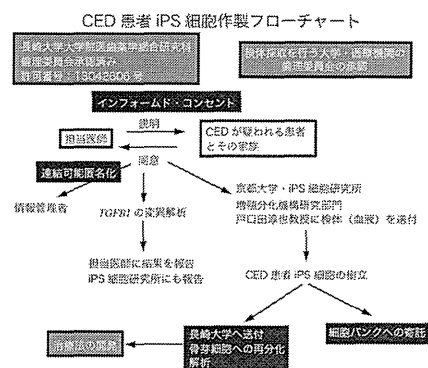 CED 患者 iPS 細胞作製フローチャート
長崎大学大学院医歯薬学総合研究科
倫理委員会承認済み
許可番号：13042606 号
検体採取を行う大学・医療機関の
倫理委員会の承認
インフォームド・コンセント
説明
担当医師
CED が疑われる患者
とその家族
同意
連結可能匿名化
情報管理者
TGFB1 の変異解析
京都大学・iPS 細胞研究所
増殖分化機構研究部門
戸口田淳也教授に検体（血液）を送付
担当医師に結果を報告
iPS 細胞研究所にも報告
CED 患者 iPS 細胞の樹立
治療法の開発
長崎大学へ送付
骨芽細胞への再分化
解析
細胞バンクへの寄託